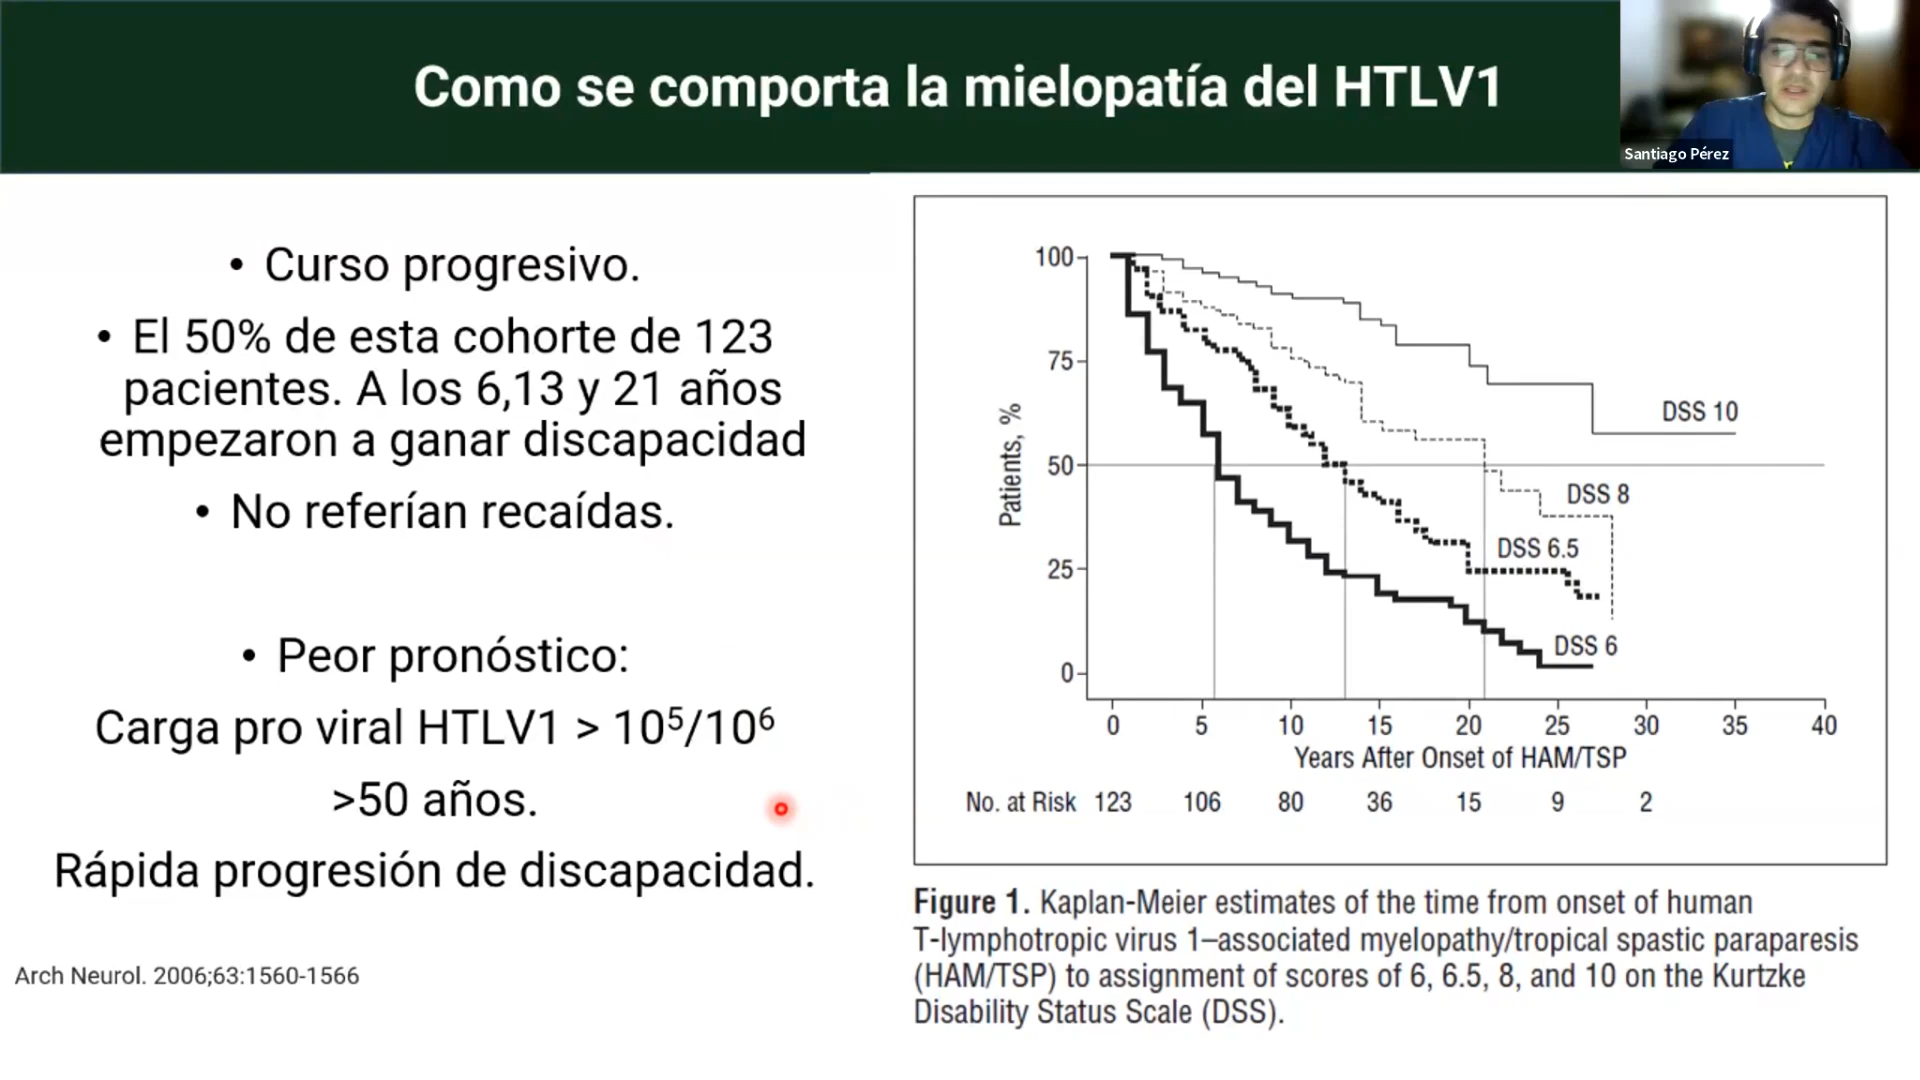 Como se comporta la mielopatía del HTLV1
Santiago Pérez
• Curso progresivo.
• El 50% de esta cohorte de 123
pacientes. A los 6,13 y 21 años
empezaron a ganar discapacidad
• No referían recaídas.
• Peor pronóstico:
Carga pro viral HTLV1 > 10⁵/10⁶
>50 años.
Rápida progresión de discapacidad.
Arch Neurol. 2006;63:1560-1566
Patients, %
100
75
50
25
0
DSS 10
DSS 8
DSS 6.5
DSS 6
0 5 10 15 20 25 30 35 40
Years After Onset of HAM/TSP
No. at Risk 123 106 80 36 15 9 2
Figure 1. Kaplan-Meier estimates of the time from onset of human
T-lymphotropic virus 1–associated myelopathy/tropical spastic paraparesis
(HAM/TSP) to assignment of scores of 6, 6.5, 8, and 10 on the Kurtzke
Disability Status Scale (DSS).